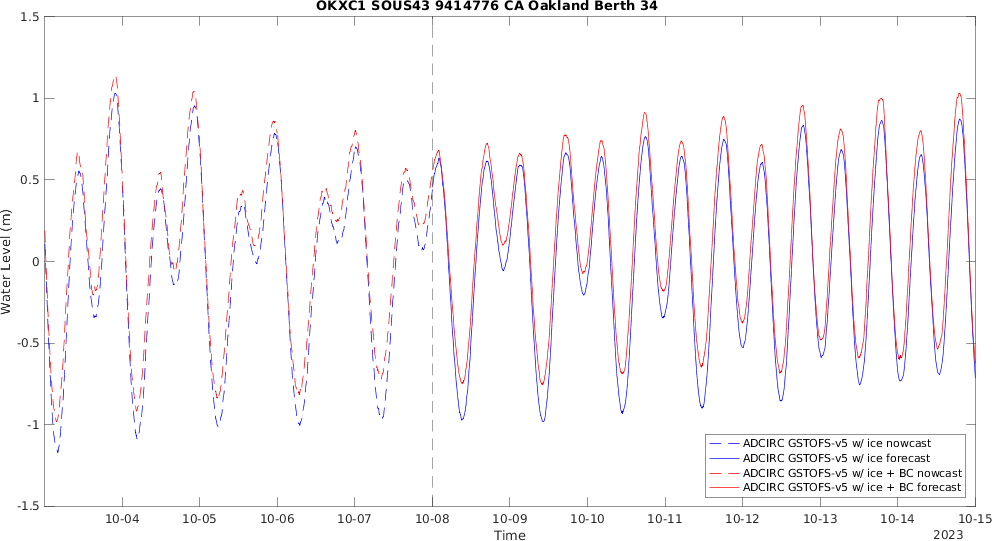 OKXC1 SOUS43 9414776 CA Oakland Berth 34
1.5
1
0.5
0
-0.5
-1
-1.5
Water Level (m)
10-04 10-05 10-06 10-07 10-08 10-09 10-10 10-11 10-12 10-13 10-14 10-15
Time
2023
ADCIRC GSTOFS-v5 w/ ice nowcast
ADCIRC GSTOFS-v5 w/ ice forecast
ADCIRC GSTOFS-v5 w/ ice + BC nowcast
ADCIRC GSTOFS-v5 w/ ice + BC forecast